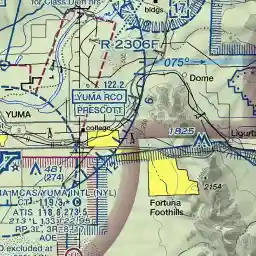 for Class D eff hrs
bldgs
R 2306F
075°
122.2
Dome
YUMA RCO
PRESCOTT
YUMA
college
1825
Ligurta
481
(274)
2154
MA MCAS/YUMA INTL (NYL)
CT 119.3
ATIS 118.8 273.5
213 L 133
RP 3L,
AOE
Fortuna
Foothills
D excluded at